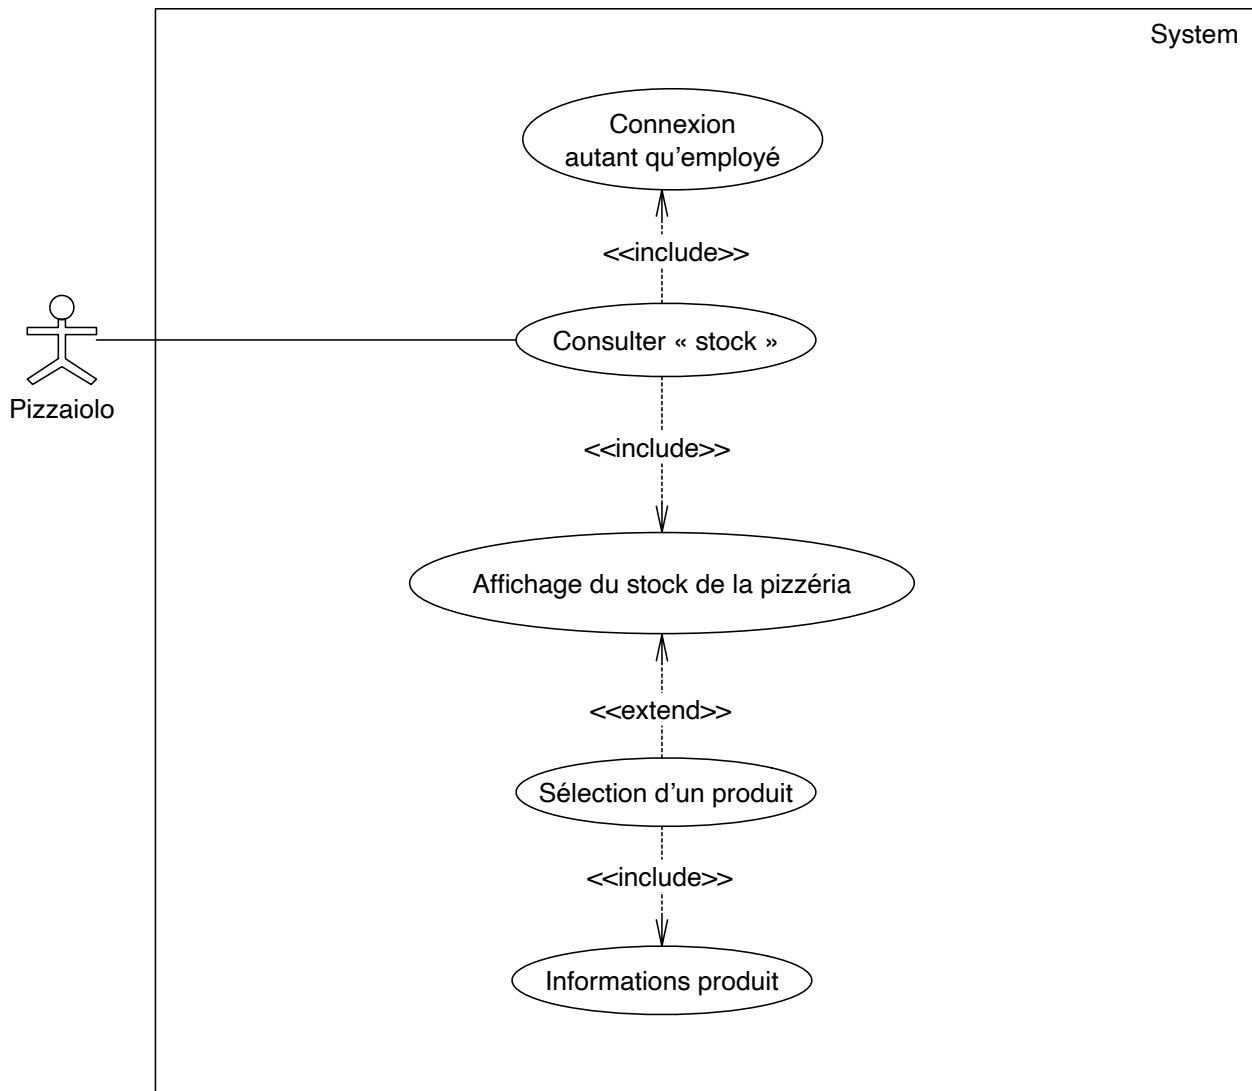 System
Connexion
autant qu’employé
<<include>>
Consulter « stock »
Pizzaiolo
<<include>>
Affichage du stock de la pizzéria
<<extend>>
Sélection d’un produit
<<include>>
Informations produit